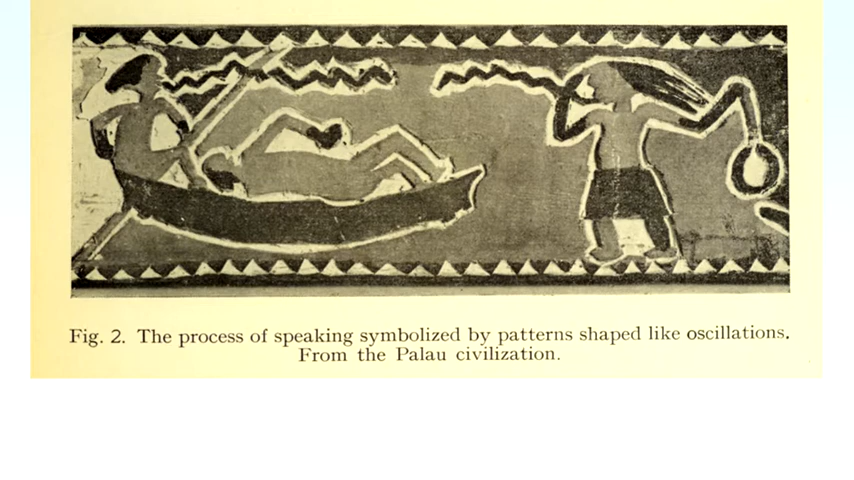 Fig. 2. The process of speaking symbolized by patterns shaped like oscillations.
From the Palau civilization.